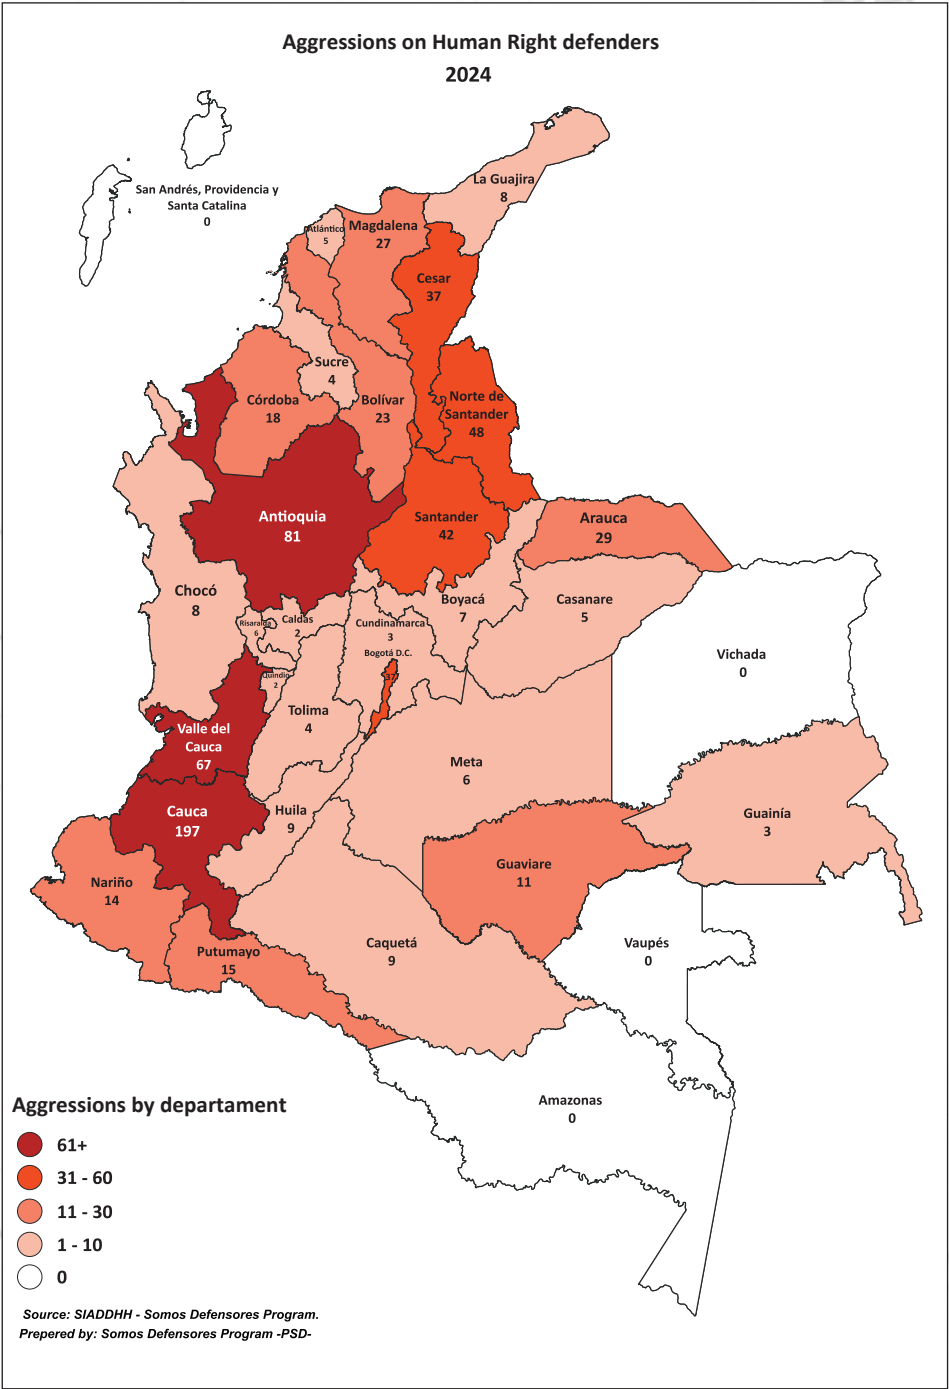 Aggressions on Human Right defenders
2024
San Andrés, Providencia y
Santa Catalina
0
La Guajira
8
Atlántico
5
Magdalena
27
Cesar
37
Sucre
4
Córdoba
18
Bolívar
23
Norte de
Santander
48
Antioquia
81
Santander
42
Arauca
29
Chocó
8
Boyacá
7
Casanare
5
Risaralda
6
Caldas
2
Cundinamarca
3
Bogotá D.C.
37
Vichada
0
Quindio
2
Tolima
4
Valle del
Cauca
67
Meta
6
Cauca
197
Huila
9
Guainía
3
Guaviare
11
Nariño
14
Caquetá
9
Vaupés
0
Putumayo
15
Amazonas
0
Aggressions by departament
61+
31 - 60
11 - 30
1 - 10
0
Source: SIADDHH - Somos Defensores Program.
Prepered by: Somos Defensores Program -PSD-